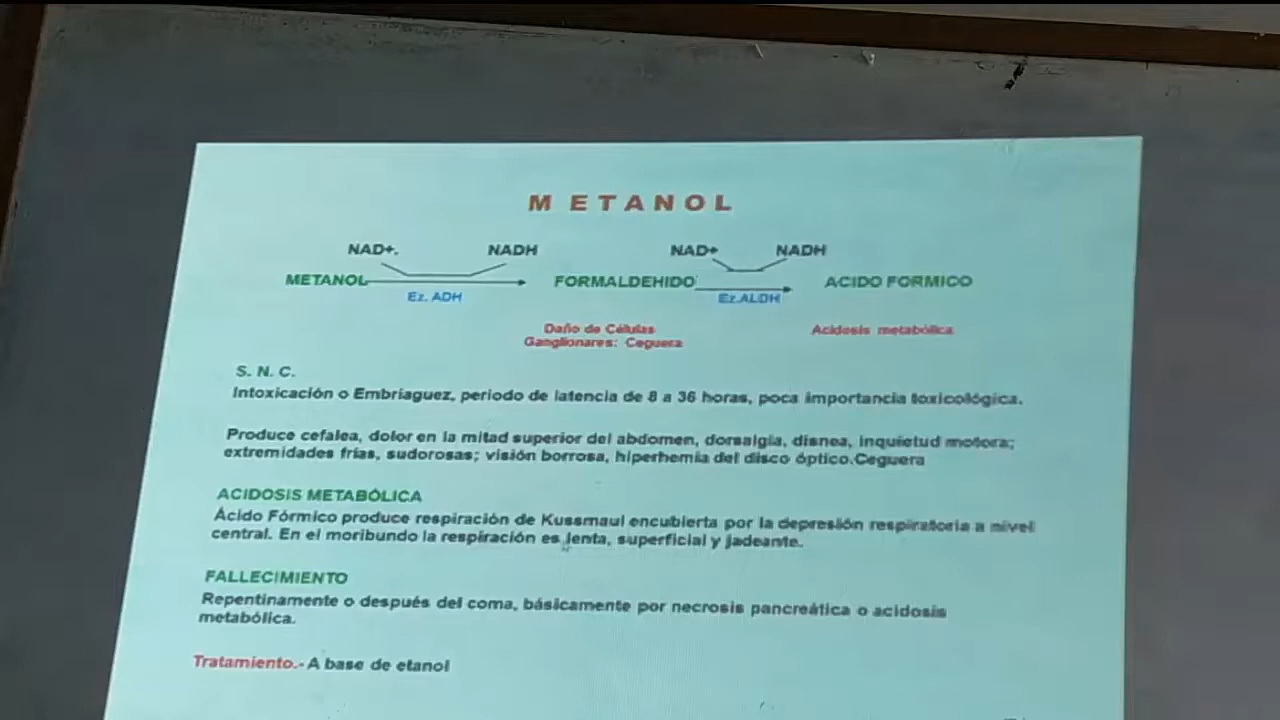 METANOL
NAD+. NADH NAD+ NADH
METANOL FORMALDEHIDO ACIDO FORMICO
Ez. ADH Ez.ALDH
Daño de Células Acidosis metabólica
Ganglionares: Ceguera
S. N. C.
Intoxicación o Embriaguez, periodo de latencia de 8 a 36 horas, poca importancia toxicológica.
Produce cefalea, dolor en la mitad superior del abdomen, dorsalgia, disnea, inquietud motora;
extremidades frías, sudorosas; visión borrosa, hiperhemia del disco óptico.Ceguera
ACIDOSIS METABÓLICA
Ácido Fórmico produce respiración de Kussmaul encubierta por la depresión respiratoria a nivel
central. En el moribundo la respiración es lenta, superficial y jadeante.
FALLECIMIENTO
Repentinamente o después del coma, básicamente por necrosis pancreática o acidosis
metabólica.
Tratamiento.- A base de etanol